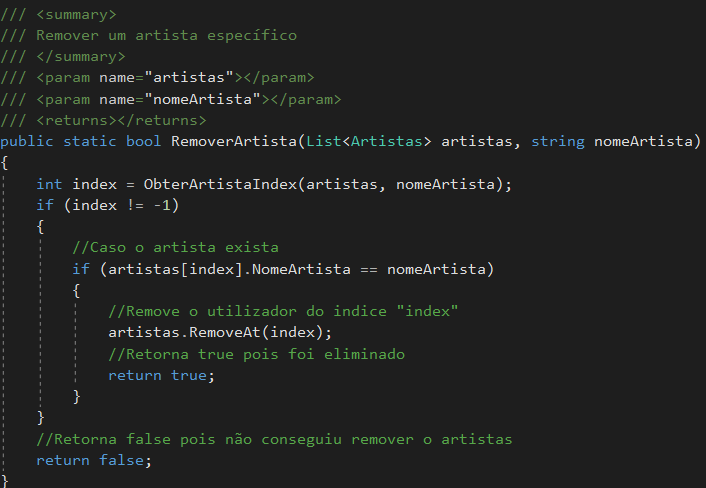 /// <summary>
/// Remover um artista específico
/// </summary>
/// <param name="artistas"></param>
/// <param name="nomeArtista"></param>
/// <returns></returns>
public static bool RemoverArtista(List<Artistas> artistas, string nomeArtista)
{
    int index = ObterArtistaIndex(artistas, nomeArtista);
    if (index != -1)
    {
        //Caso o artista exista
        if (artistas[index].NomeArtista == nomeArtista)
        {
            //Remove o utilizador do indice "index"
            artistas.RemoveAt(index);
            //Retorna true pois foi eliminado
            return true;
        }
    }
    //Retorna false pois não conseguiu remover o artistas
    return false;
}